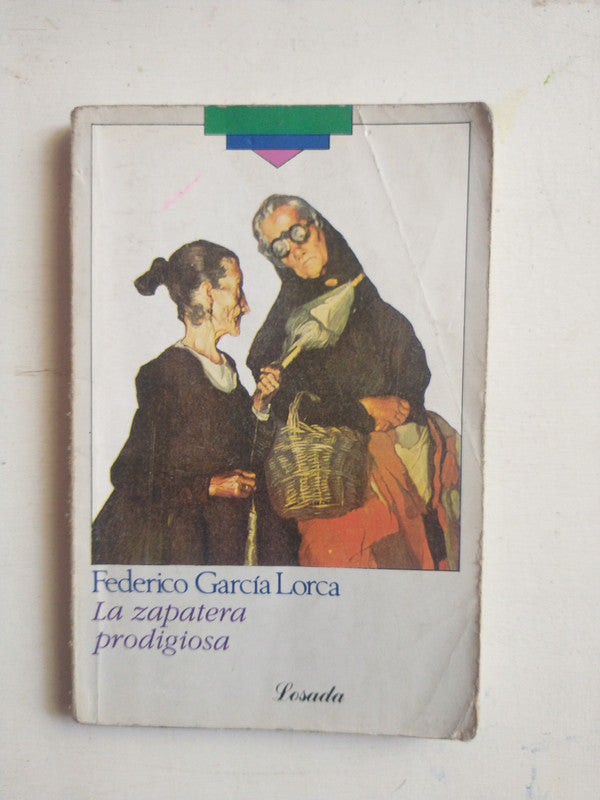 Federico García Lorca
La zapatera
prodigiosa
Losada